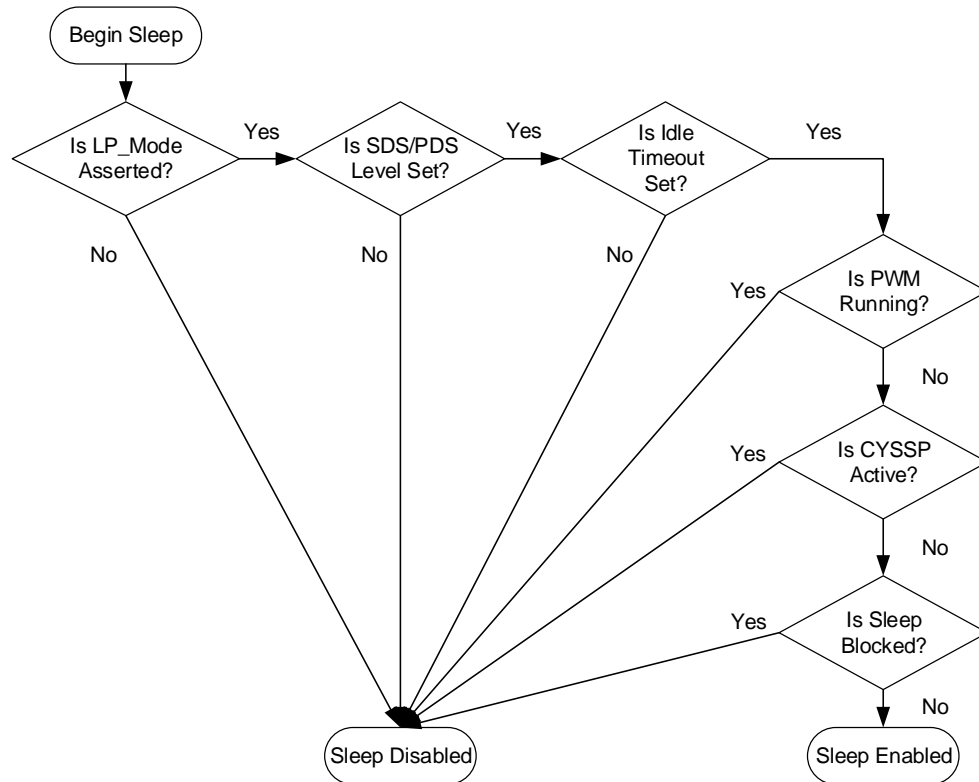 Begin Sleep
Is LP_Mode
Asserted?
Yes
Is SDS/PDS
Level Set?
Yes
Is Idle
Timeout
Set?
Yes
No
No
No
Is PWM
Running?
Yes
No
Is CYSSP
Active?
Yes
No
Is Sleep
Blocked?
Yes
No
Sleep Disabled
Sleep Enabled